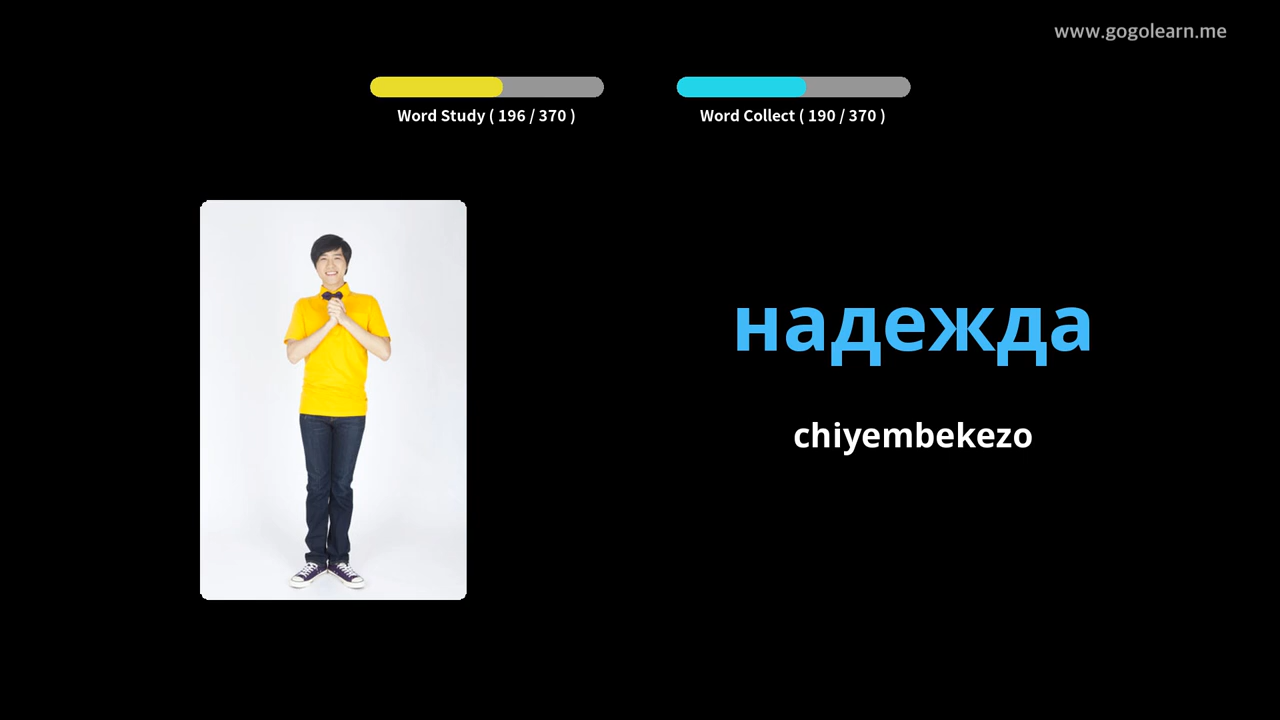 www.gogolearn.me
Word Study ( 196 / 370 )
Word Collect ( 190 / 370 )
надежда
chiyembekezo